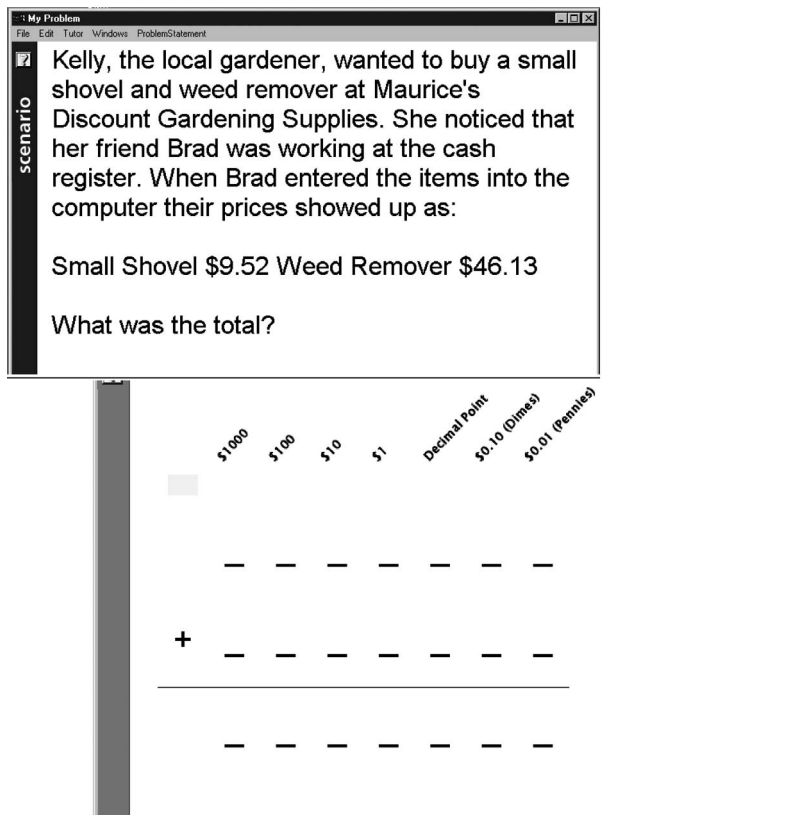 My Problem
File Edit Tutor Windows ProblemStatement
scenario
Kelly, the local gardener, wanted to buy a small
shovel and weed remover at Maurice's
Discount Gardening Supplies. She noticed that
her friend Brad was working at the cash
register. When Brad entered the items into the
computer their prices showed up as:
Small Shovel $9.52 Weed Remover $46.13
What was the total?
$1000 $100 $10 $1 Decimal Point $0.10 (Dimes) $0.01 (Pennies)
+